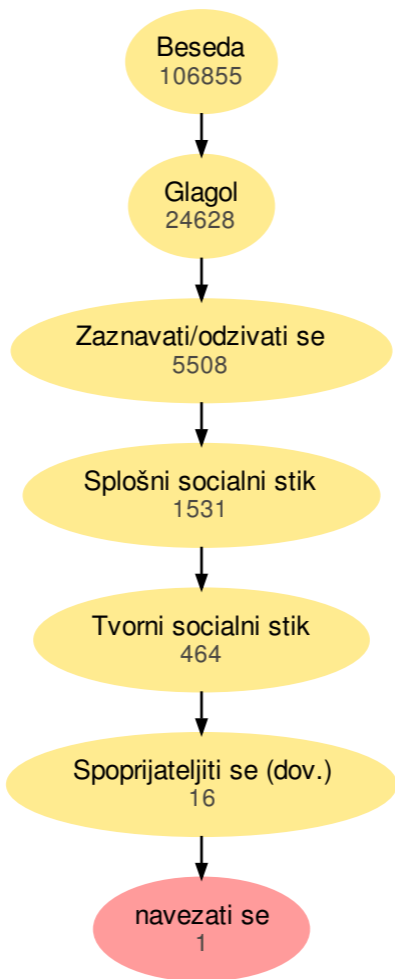 Beseda
106855
Glagol
24628
Zaznavati/odzivati se
5508
Splošni socialni stik
1531
Tvorni socialni stik
464
Spoprijateljiti se (dov.)
16
navezati se
1